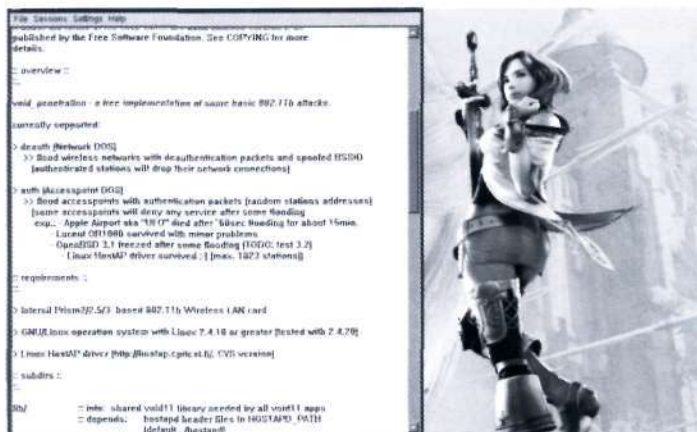 File Sessions Settings Help
published by the Free Software Foundation. See COPYING for more
details.
:: overview ::
void_penetration - a free implementation of some basic 802.11b attacks.
currently supported:
> deauth [Network DOS]
>> flood wireless networks with deauthentication packets and spoofed BSSID
[authenticated stations will drop their network connections]
> auth [Accesspoint DOS]
>> flood accesspoints with authentication packets [random stations addresses]
[some accesspoints will deny any service after some flooding
exp.: - Apple Airport aka "UFO" died after ~60sec flooding for about 15min.
- Lucent OR1000 survived with minor problems
- OpenBSD 3.1 freezed after some flooding (TODO: test 3.2)
- Linux HostAP driver survived ;-[ [max. 1023 stations]]
:: requirements ::
> Intersil Prism2/2.5/3 based 802.11b Wireless LAN card
> GNU/Linux operation system with Linux 2.4.18 or greater [tested with 2.4.20]
> Linux HostAP driver [http://hostap.epitest.fi/, CVS version]
:: subdirs ::
lib/ :: info: shared void11 library needed by all void11 apps
:: depends: hostapd header files in HOSTAPD_PATH
[default: /hostapd]